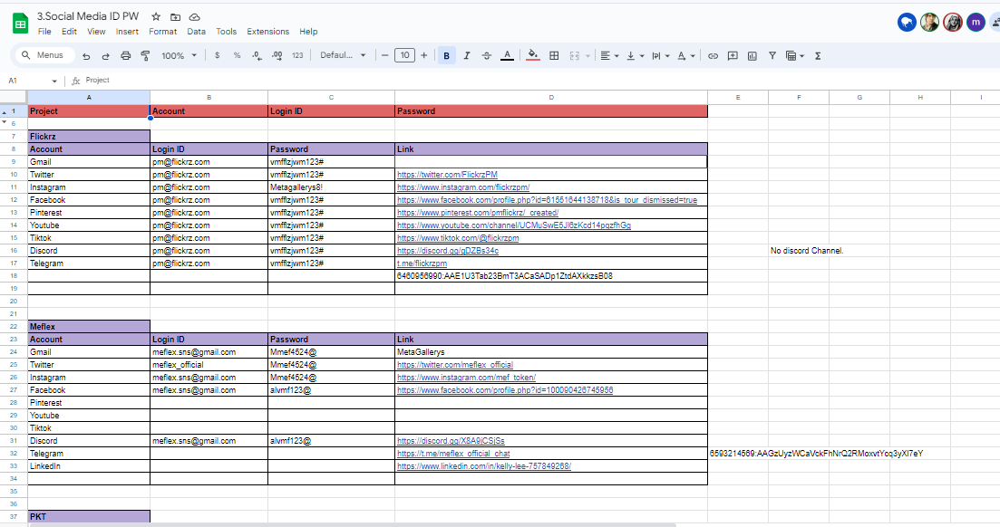 3.Social Media ID PW
File Edit View Insert Format Data Tools Extensions Help
Menus 100% $ % .0 .00 123 Defaul... 10 B I A
m
A1 fx Project
A B C D E F G H I
1 Project Account Login ID Password
6
7 Flickrz
8 Account Login ID Password Link
9 Gmail pm@flickrz.com vmfflzjwm123#
10 Twitter pm@flickrz.com vmfflzjwm123# https://twitter.com/FlickrzPM
11 Instagram pm@flickrz.com Metagallerys8! https://www.instagram.com/flickrzpm/
12 Facebook pm@flickrz.com vmfflzjwm123# https://www.facebook.com/profile.php?id=61551644138718&is_tour_dismissed=true
13 Pinterest pm@flickrz.com vmfflzjwm123# https://www.pinterest.com/pmflickrz/_created/
14 Youtube pm@flickrz.com vmfflzjwm123# https://www.youtube.com/channel/UCMuSwE5Jl6zKcd14pqzfhGg
15 Tiktok pm@flickrz.com vmfflzjwm123# https://www.tiktok.com/@flickrzpm
16 Discord pm@flickrz.com vmfflzjwm123# https://discord.gg/gDZBs34c No discord Channel.
17 Telegram pm@flickrz.com vmfflzjwm123# t.me/flickrzpm
18 6460956990:AAE1U3Tab23BmT3ACaSADp1ZtdAXkkzsB08
19
20
21
22 Meflex
23 Account Login ID Password Link
24 Gmail meflex.sns@gmail.com Mmef4524@ MetaGallerys
25 Twitter meflex_official Mmef4524@ https://twitter.com/meflex_official
26 Instagram meflex.sns@gmail.com Mmef4524@ https://www.instagram.com/mef_token/
27 Facebook meflex.sns@gmail.com alvmf123@ https://www.facebook.com/profile.php?id=100090426745956
28 Pinterest
29 Youtube
30 Tiktok
31 Discord meflex.sns@gmail.com alvmf123@ https://discord.gg/X8A9jCSjSs
32 Telegram https://t.me/meflex_official_chat 6593214569:AAGzUyzWCaVckFhNrQ2RMoxvtYcq3yXl7eY
33 LinkedIn https://www.linkedin.com/in/kelly-lee-757849268/
34
35
36
37 PKT